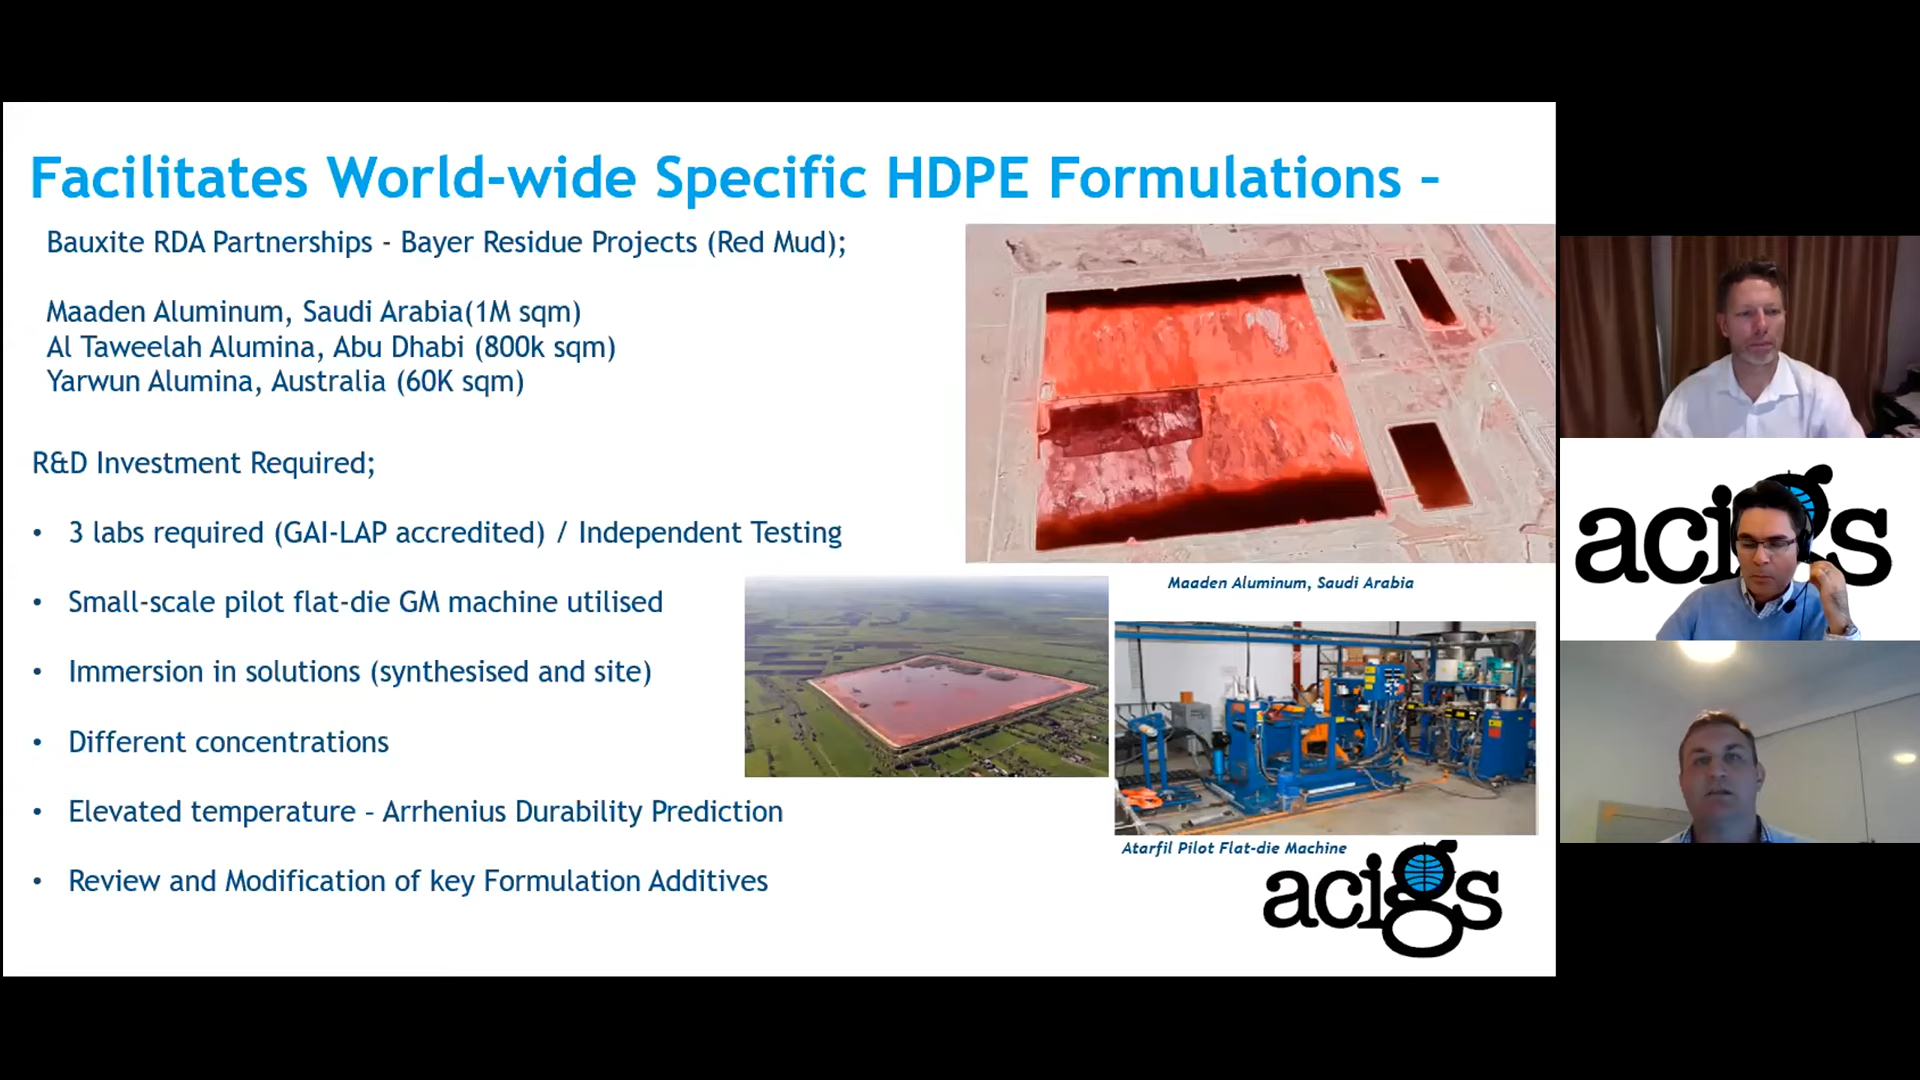 Facilitates World-wide Specific HDPE Formulations –
Bauxite RDA Partnerships - Bayer Residue Projects (Red Mud);
Maaden Aluminum, Saudi Arabia(1M sqm)
Al Taweelah Alumina, Abu Dhabi (800k sqm)
Yarwun Alumina, Australia (60K sqm)
R&D Investment Required;
• 3 labs required (GAI-LAP accredited) / Independent Testing
• Small-scale pilot flat-die GM machine utilised
• Immersion in solutions (synthesised and site)
• Different concentrations
• Elevated temperature – Arrhenius Durability Prediction
• Review and Modification of key Formulation Additives
Maaden Aluminum, Saudi Arabia
Atarfil Pilot Flat-die Machine
acigs
acigs